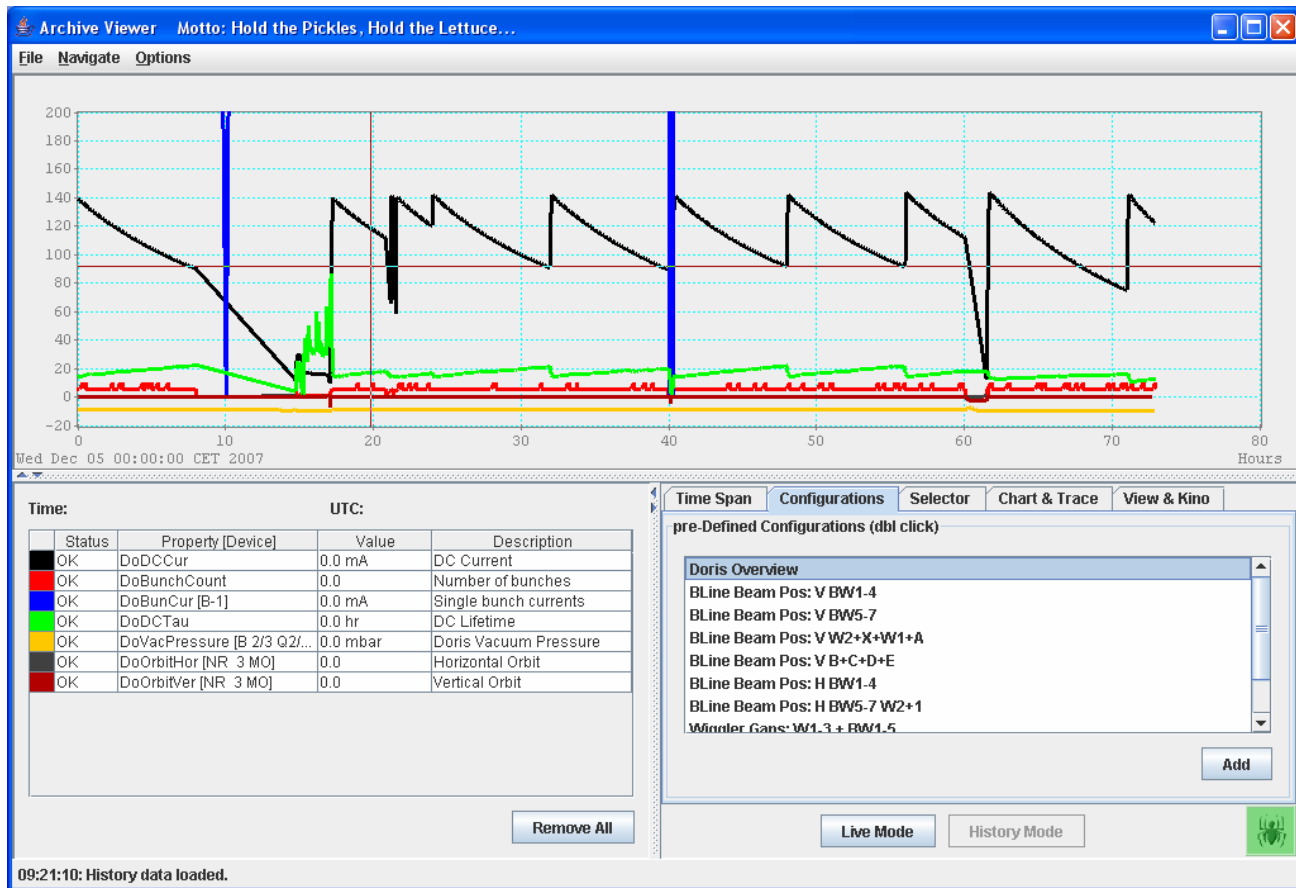 Archive Viewer Motto: Hold the Pickles, Hold the Lettuce...
File Navigate Options
200
180
160
140
120
100
80
60
40
20
0
-20
0 10 20 30 40 50 60 70 80
Wed Dec 05 00:00:00 CET 2007 Hours
Time: UTC:
Status Property [Device] Value Description
OK DoDCCur 0.0 mA DC Current
OK DoBunchCount 0.0 Number of bunches
OK DoBunCur [B-1] 0.0 mA Single bunch currents
OK DoDCTau 0.0 hr DC Lifetime
OK DoVacPressure [B 2/3 Q2/... 0.0 mbar Doris Vacuum Pressure
OK DoOrbitHor [NR 3 MO] 0.0 Horizontal Orbit
OK DoOrbitVer [NR 3 MO] 0.0 Vertical Orbit
Remove All
Time Span Configurations Selector Chart & Trace View & Kino
pre-Defined Configurations (dbl click)
Doris Overview
BLine Beam Pos: V BW1-4
BLine Beam Pos: V BW5-7
BLine Beam Pos: V W2+X+W1+A
BLine Beam Pos: V B+C+D+E
BLine Beam Pos: H BW1-4
BLine Beam Pos: H BW5-7 W2+1
Wiggler Gaps: W1-3 + BW1-5
Add
Live Mode History Mode
09:21:10: History data loaded.